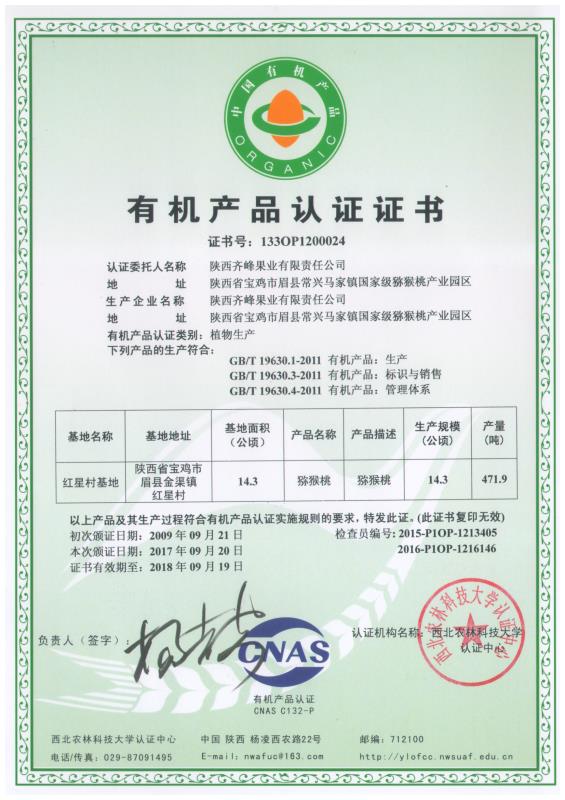 中国有机产品
ORGANIC
有机产品认证证书
证书号：133OP1200024
认证委托人名称 陕西齐峰果业有限责任公司
地 址 陕西省宝鸡市眉县常兴马家镇国家级猕猴桃产业园区
生产企业名称 陕西齐峰果业有限责任公司
地 址 陕西省宝鸡市眉县常兴马家镇国家级猕猴桃产业园区
有机产品认证类别：植物生产
下列产品的生产符合：
GB/T 19630.1-2011 有机产品：生产
GB/T 19630.3-2011 有机产品：标识与销售
GB/T 19630.4-2011 有机产品：管理体系
基地名称 基地地址 基地面积（公顷） 产品名称 产品描述 生产规模（公顷） 产量（吨）
红星村基地 陕西省宝鸡市眉县金渠镇红星村 14.3 猕猴桃 猕猴桃 14.3 471.9
以上产品及其生产过程符合有机产品认证实施规则的要求，特发此证。(此证书复印无效)
初次颁证日期：2009 年 09 月 21 日 检查员编号：2015-P1OP-1213405
本次颁证日期：2017 年 09 月 20 日 2016-P1OP-1216146
证书有效期至：2018 年 09 月 19 日
负责人（签字）：
CNAS
有机产品认证
CNAS C132-P
认证机构名称：西北农林科技大学
认证中心
西北农林科技大学认证中心
西北农林科技大学认证中心 中国 陕西 杨凌西农路22号 邮编：712100
电话/传真：029-87091495 E-mail：nwafuc@163.com http://ylofcc.nwsuaf.edu.cn